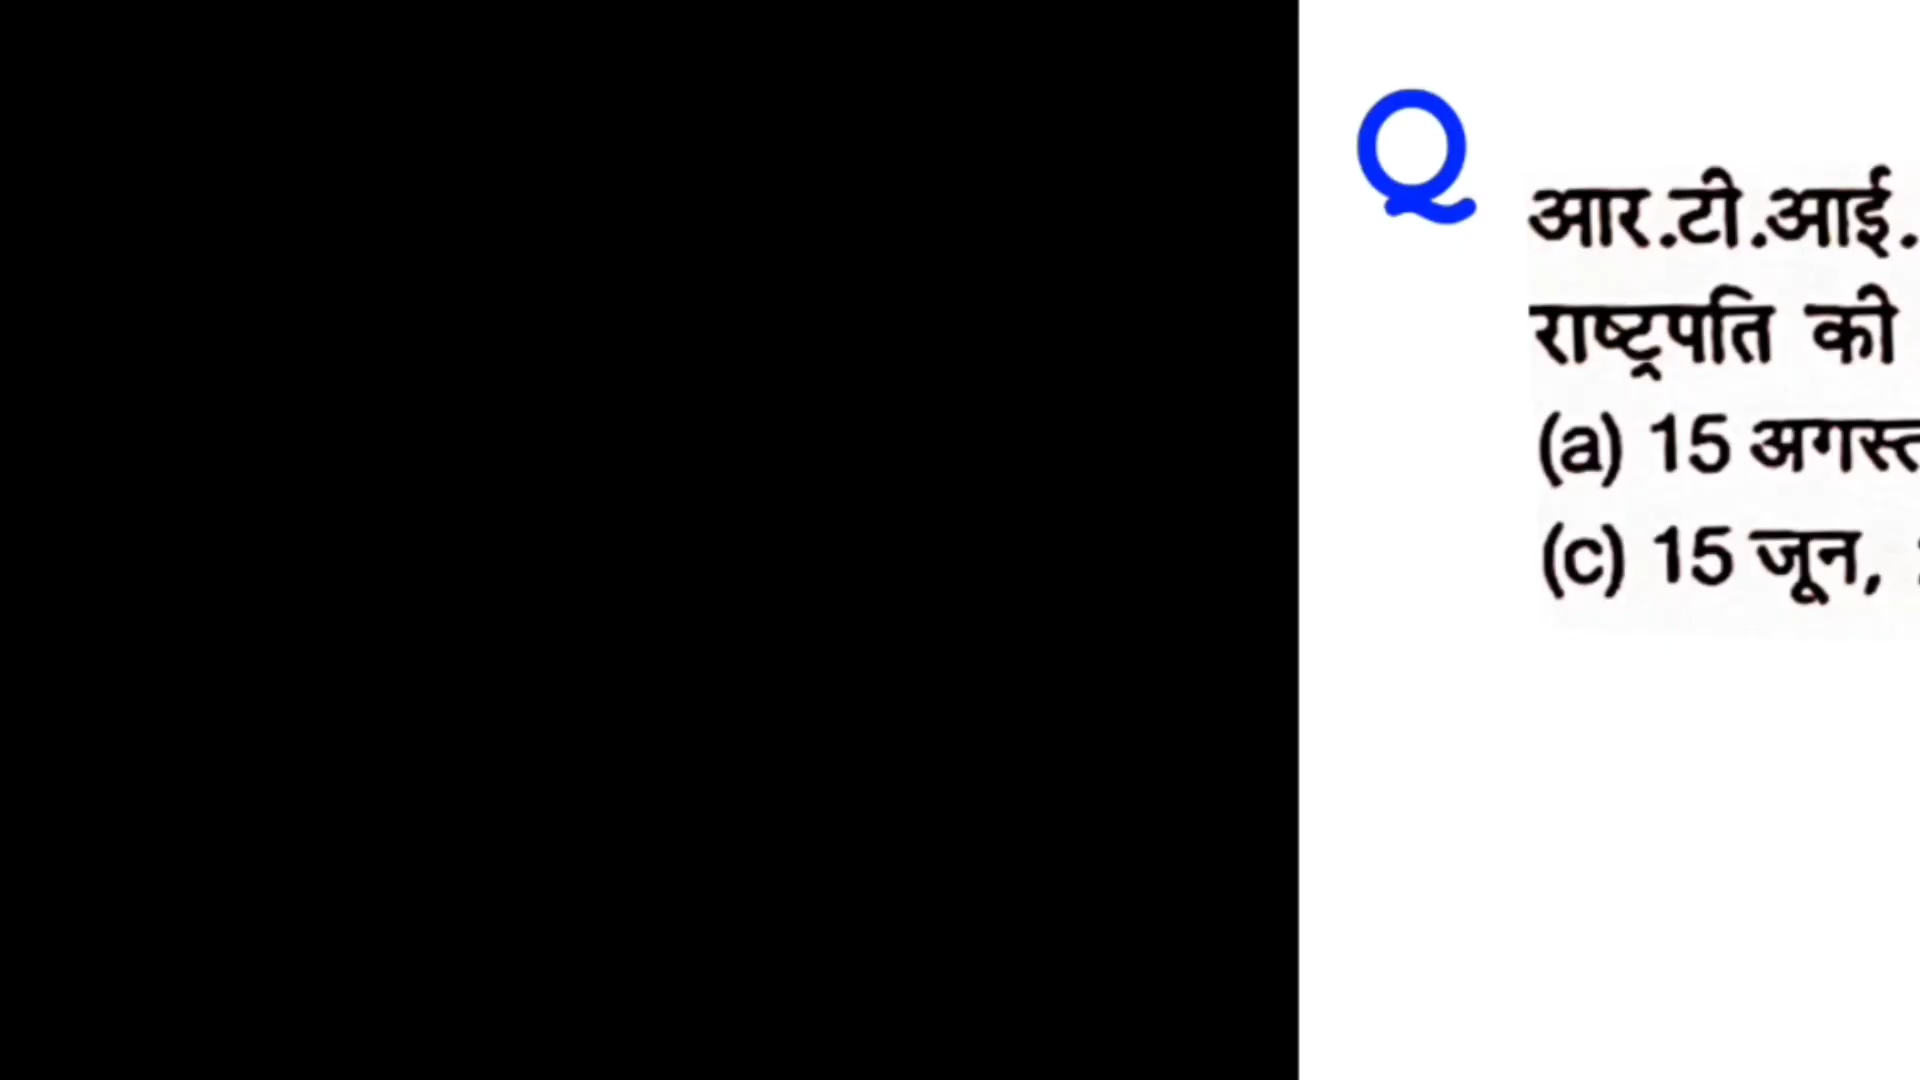 Q
आर.टी.आई.
राष्ट्रपति की
(a) 15 अगस्त
(c) 15 जून,